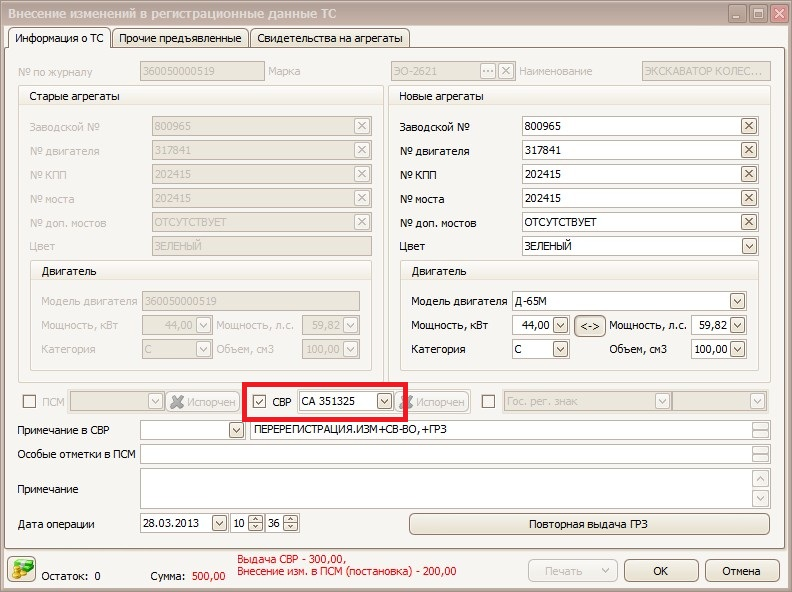 Внесение изменений в регистрационные данные ТС
Информация о ТС Прочие предъявленные Свидетельства на агрегаты
№ по журналу 360050000519 Марка ЭО-2621 ... Наименование ЭКСКАВАТОР КОЛЕС...
Старые агрегаты Новые агрегаты
Заводской № 800965 Заводской № 800965
№ двигателя 317841 № двигателя 317841
№ КПП 202415 № КПП 202415
№ моста 202415 № моста 202415
№ доп. мостов ОТСУТСТВУЕТ № доп. мостов ОТСУТСТВУЕТ
Цвет ЗЕЛЕНЫЙ Цвет ЗЕЛЕНЫЙ
Двигатель Двигатель
Модель двигателя 360050000519 Модель двигателя Д-65М
Мощность, кВт 44,00 Мощность, л.с. 59,82 Мощность, кВт 44,00 <-> Мощность, л.с. 59,82
Категория C Объем, см3 100,00 Категория C Объем, см3 100,00
ПСМ Испорчен СВР СА 351325 Испорчен Гос. рег. знак
Примечание в СВР ПЕРЕРЕГИСТРАЦИЯ.ИЗМ+СВ-ВО,+ГРЗ
Особые отметки в ПСМ
Примечание
Дата операции 28.03.2013 10 36 Повторная выдача ГРЗ
Остаток: 0 Сумма: 500,00 Выдача СВР - 300,00,
Внесение изм. в ПСМ (постановка) - 200,00
Печать OK Отмена